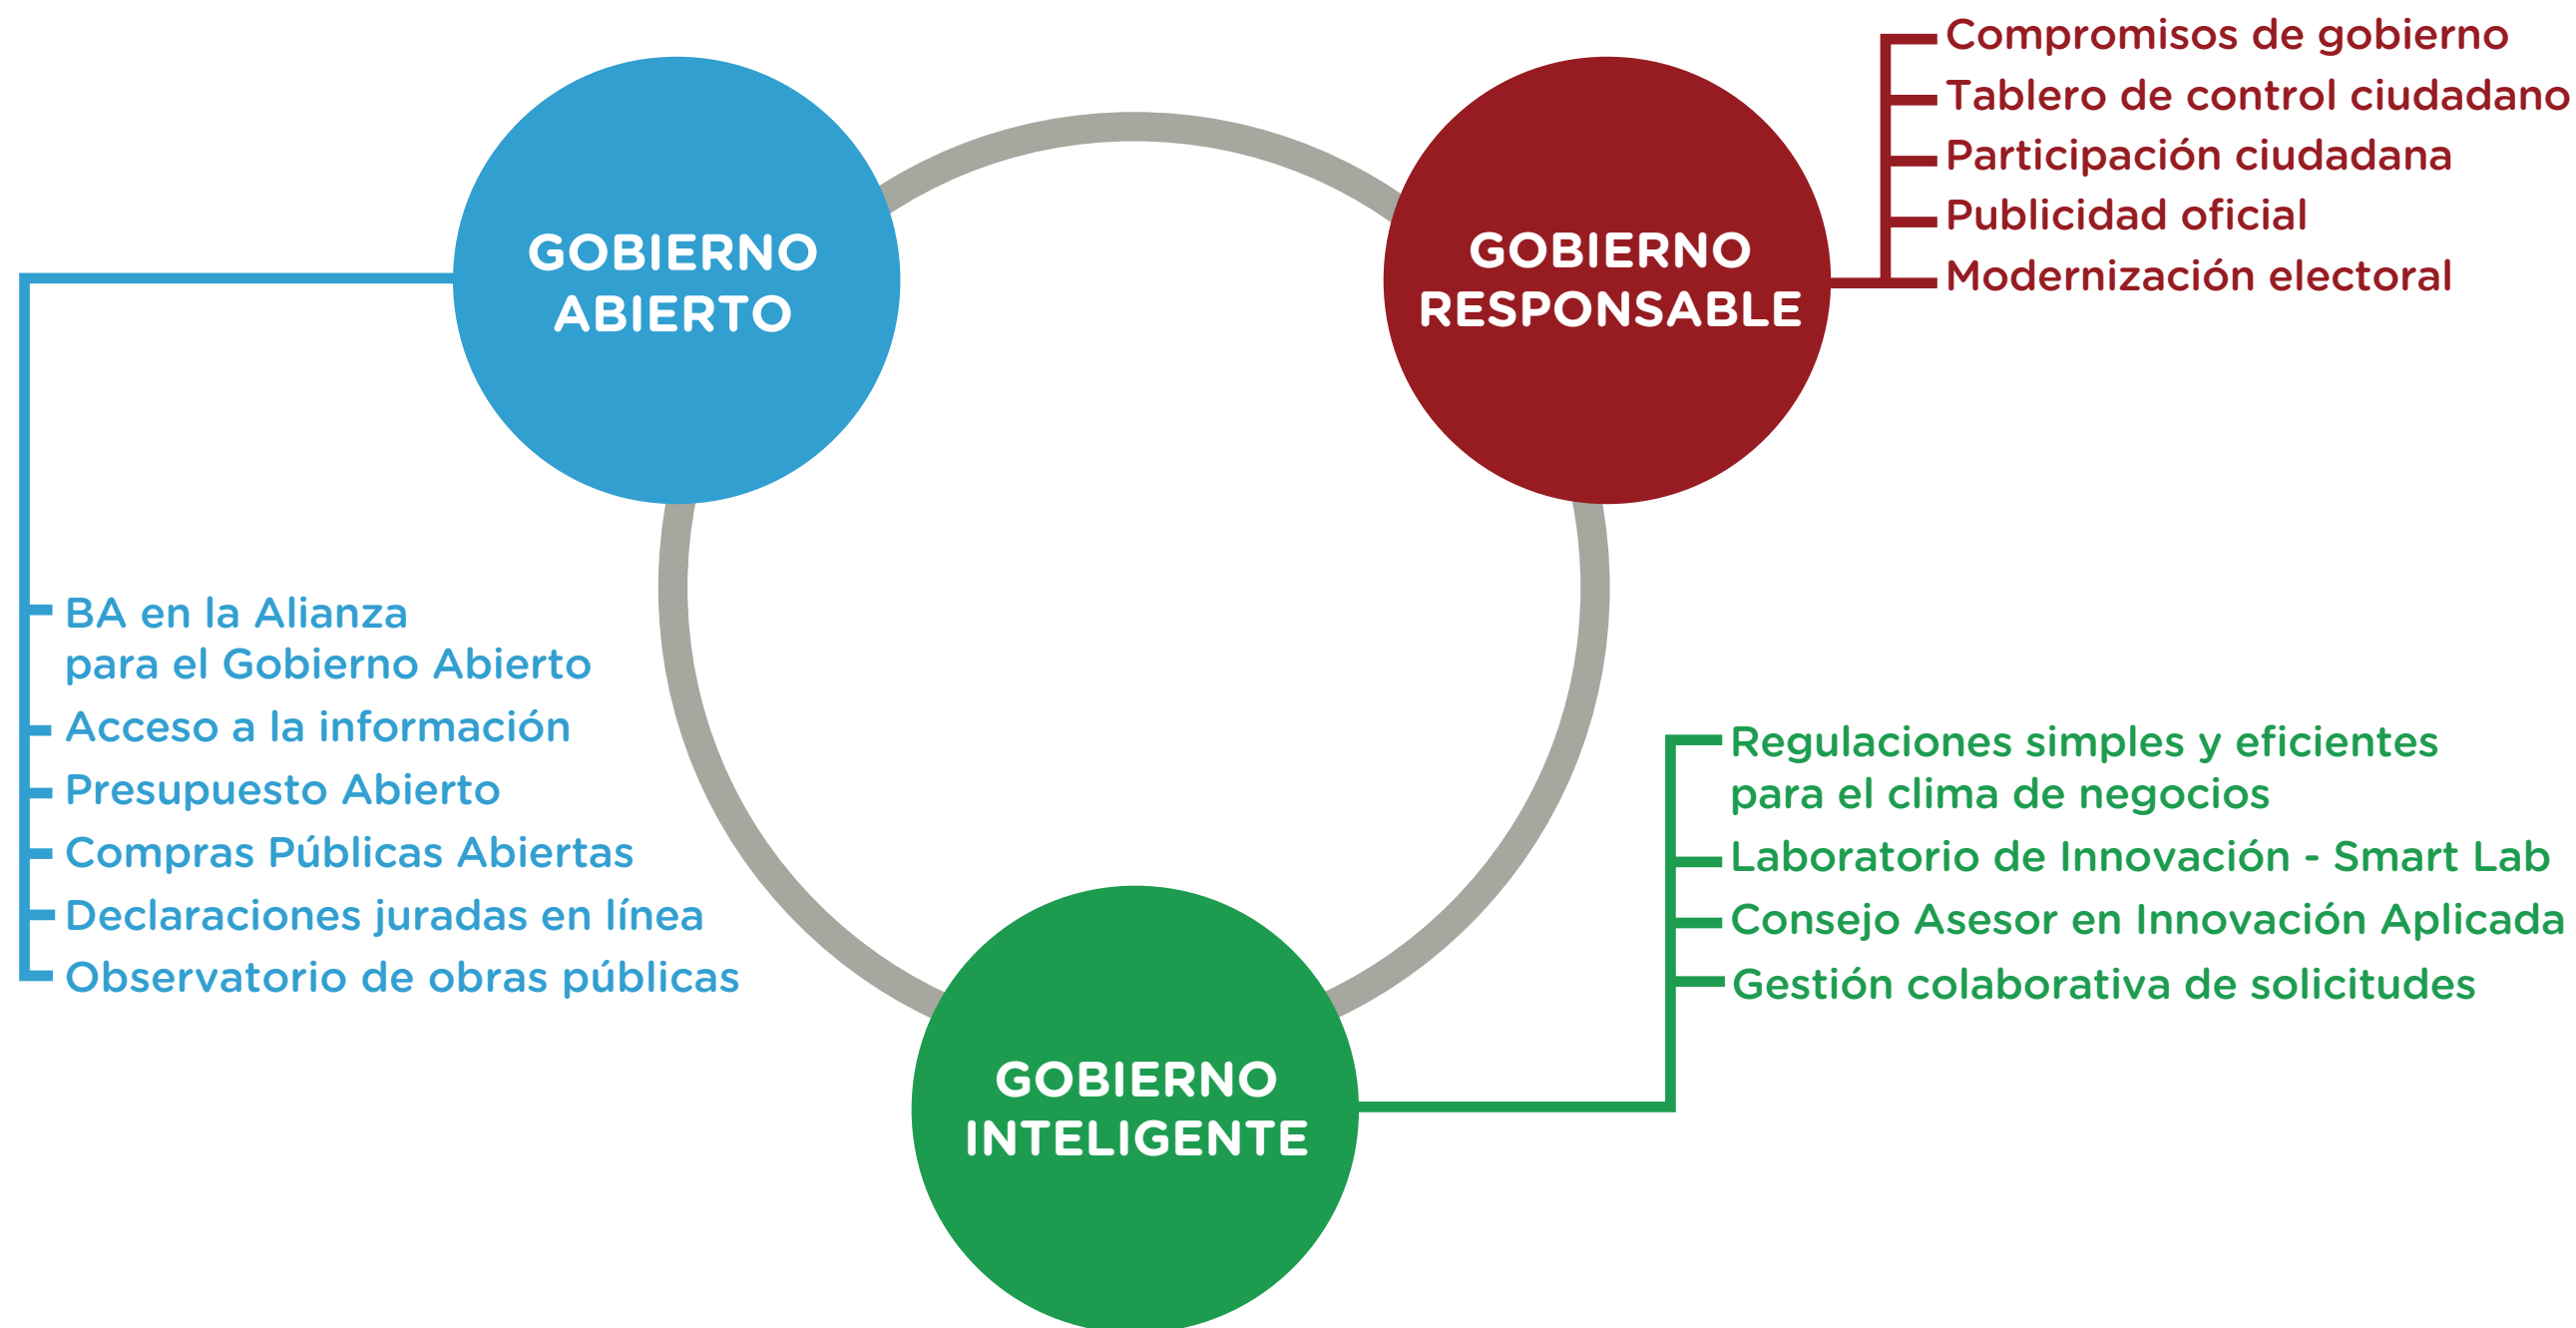 GOBIERNO
ABIERTO
BA en la Alianza
para el Gobierno Abierto
Acceso a la información
Presupuesto Abierto
Compras Públicas Abiertas
Declaraciones juradas en línea
Observatorio de obras públicas
GOBIERNO
RESPONSABLE
Compromisos de gobierno
Tablero de control ciudadano
Participación ciudadana
Publicidad oficial
Modernización electoral
GOBIERNO
INTELIGENTE
Regulaciones simples y eficientes
para el clima de negocios
Laboratorio de Innovación - Smart Lab
Consejo Asesor en Innovación Aplicada
Gestión colaborativa de solicitudes